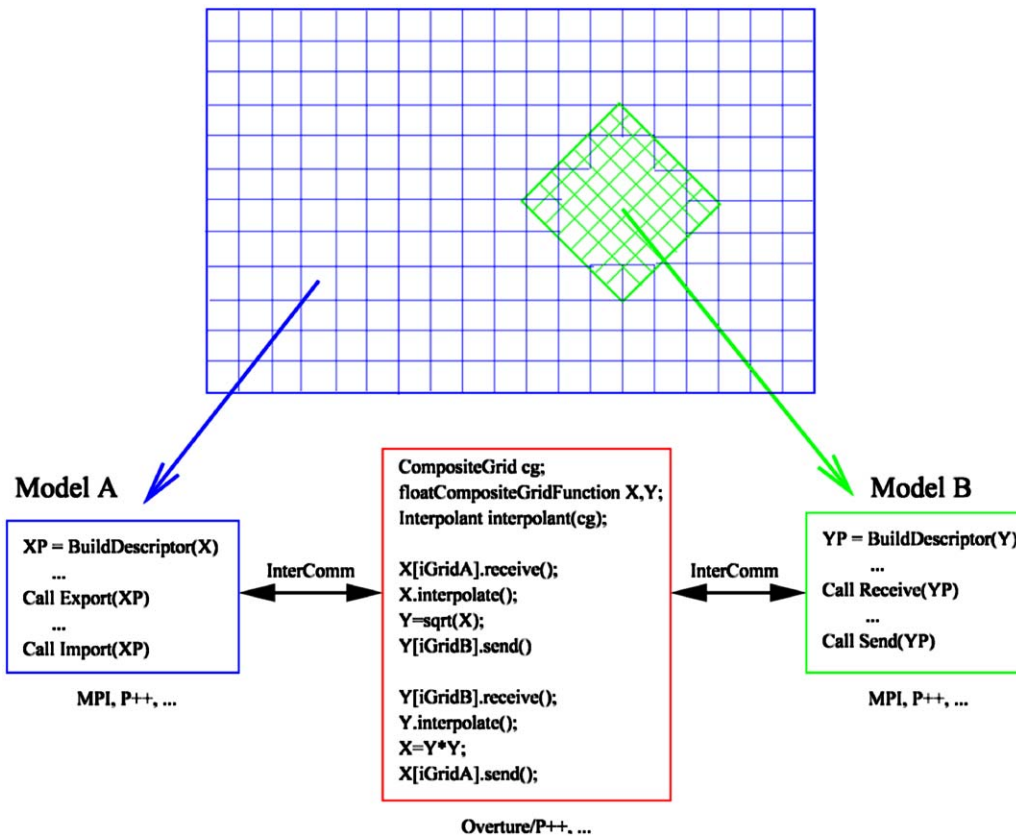 Model A
XP = BuildDescriptor(X)
...
Call Export(XP)
...
Call Import(XP)
MPI, P++, ...
InterComm
CompositeGrid cg;
floatCompositeGridFunction X,Y;
Interpolant interpolant(cg);
X[iGridA].receive();
X.interpolate();
Y=sqrt(X);
Y[iGridB].send()
Y[iGridB].receive();
Y.interpolate();
X=Y*Y;
X[iGridA].send();
Overture/P++, ...
InterComm
Model B
YP = BuildDescriptor(Y)
...
Call Receive(YP)
...
Call Send(YP)
MPI, P++, ...